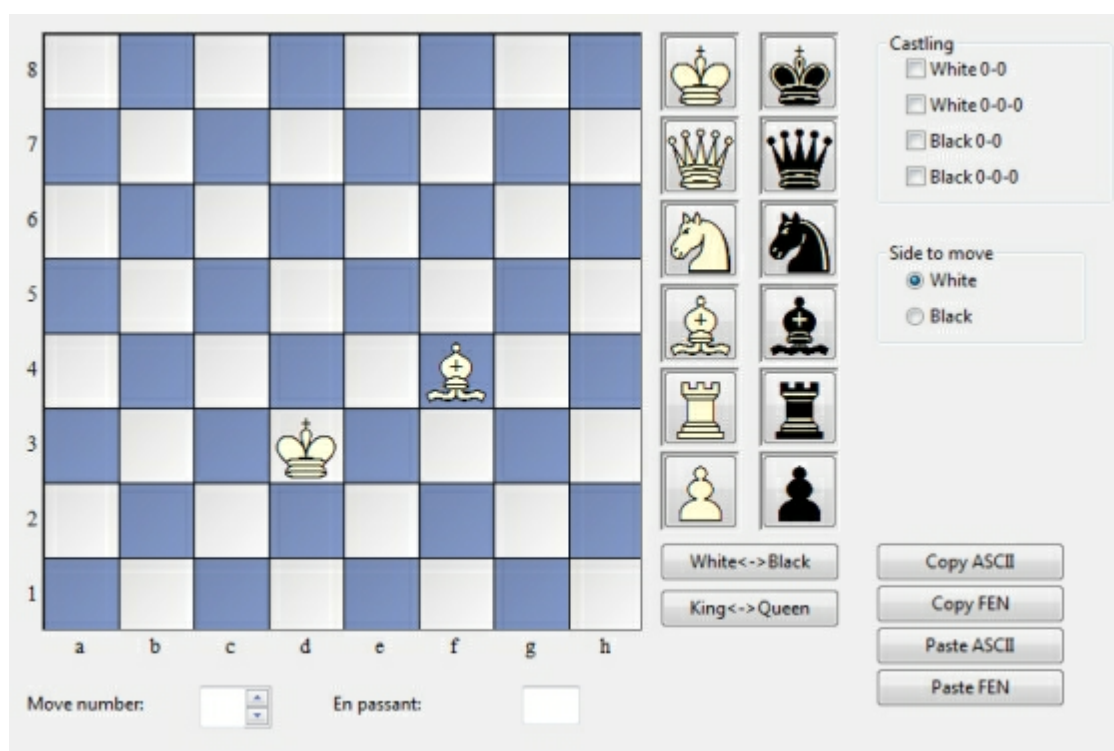 8
7
6
5
4
3
2
1
a b c d e f g h
Move number:
En passant:
White<->Black
King<->Queen
Castling
White 0-0
White 0-0-0
Black 0-0
Black 0-0-0
Side to move
White
Black
Copy ASCII
Copy FEN
Paste ASCII
Paste FEN